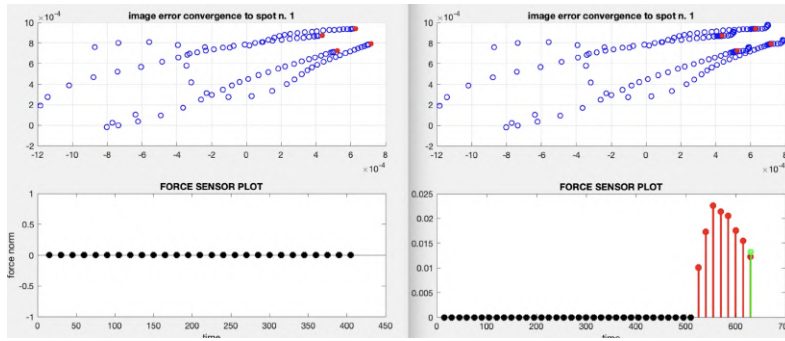 image error convergence to spot n. 1
×10⁻⁴
10
8
6
4
2
0
-2
-12 -10 -8 -6 -4 -2 0 2 4 6 8
×10⁻⁴
FORCE SENSOR PLOT
force norm
1
0.5
0
-0.5
-1
0 50 100 150 200 250 300 350 400 450
time
image error convergence to spot n. 1
×10⁻⁴
10
8
6
4
2
0
-2
-12 -10 -8 -6 -4 -2 0 2 4 6 8
×10⁻⁴
FORCE SENSOR PLOT
0.025
0.02
0.015
0.01
0.005
0
0 100 200 300 400 500 600
time